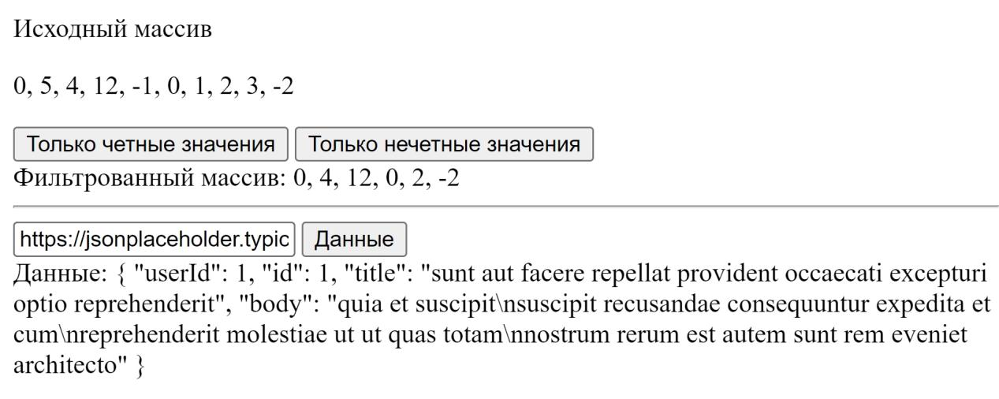 Исходный массив
0, 5, 4, 12, -1, 0, 1, 2, 3, -2
Только четные значения Только нечетные значения
Фильтрованный массив: 0, 4, 12, 0, 2, -2
https://jsonplaceholder.typic Данные
Данные: { "userId": 1, "id": 1, "title": "sunt aut facere repellat provident occaecati excepturi
optio reprehenderit", "body": "quia et suscipit\nsuscipit recusandae consequuntur expedita et
cum\nreprehenderit molestiae ut ut quas totam\nnostrum rerum est autem sunt rem eveniet
architecto" }